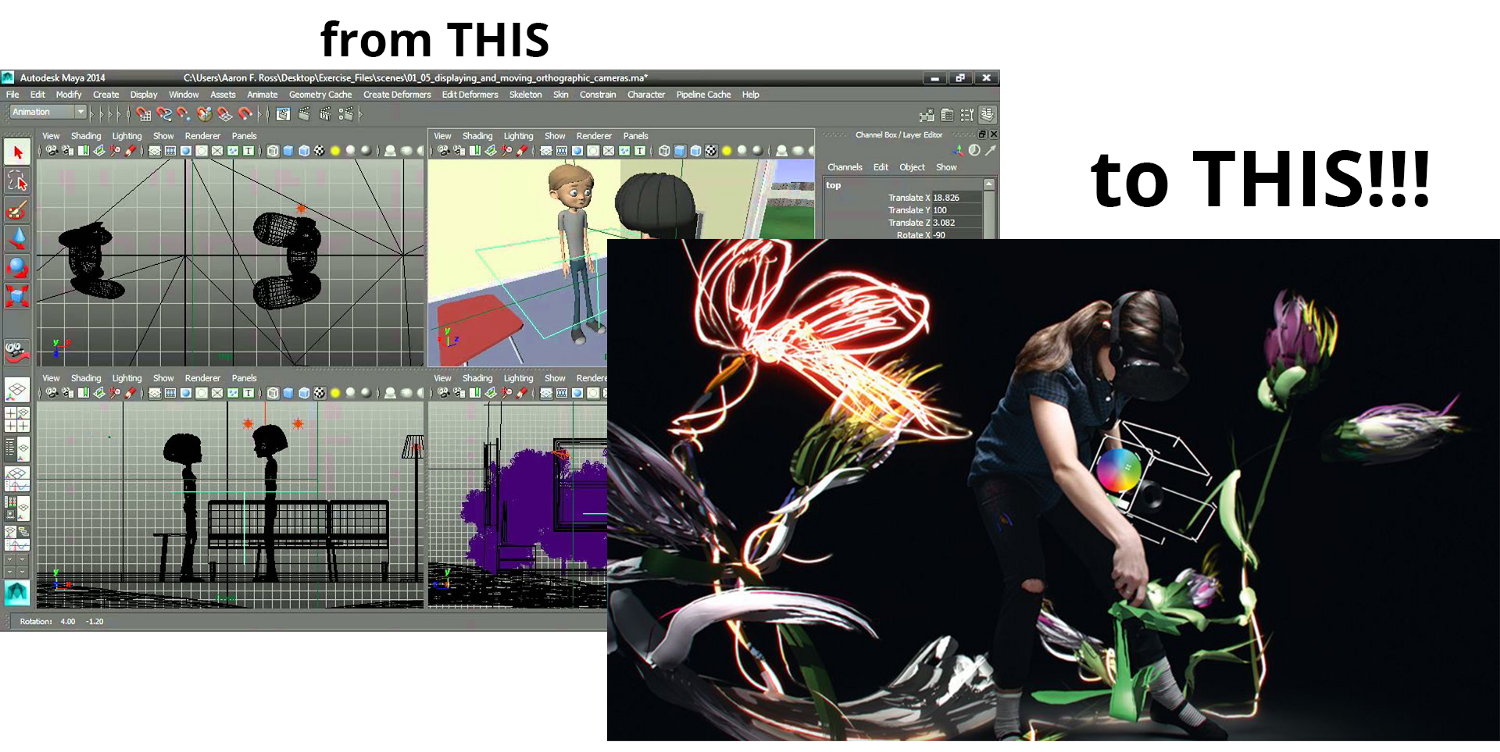 from THIS
Autodesk Maya 2014 C:\Users\Aaron F. Ross\Desktop\Exercise_Files\scenes\01_05_displaying_and_moving_orthographic_cameras.ma*
File Edit Modify Create Display Window Assets Animate Geometry Cache Create Deformers Edit Deformers Skeleton Skin Constrain Character Pipeline Cache Help
Animation
View Shading Lighting Show Renderer Panels
View Shading Lighting Show Renderer Panels
Channel Box / Layer Editor
Channels Edit Object Show
top
Translate X 18.826
Translate Y 100
Translate Z 3.082
Rotate X -90
to THIS!!!
View Shading Lighting Show Renderer Panels
View Shading Lighting Show Rendere
Rotation: 4.00 -1.20